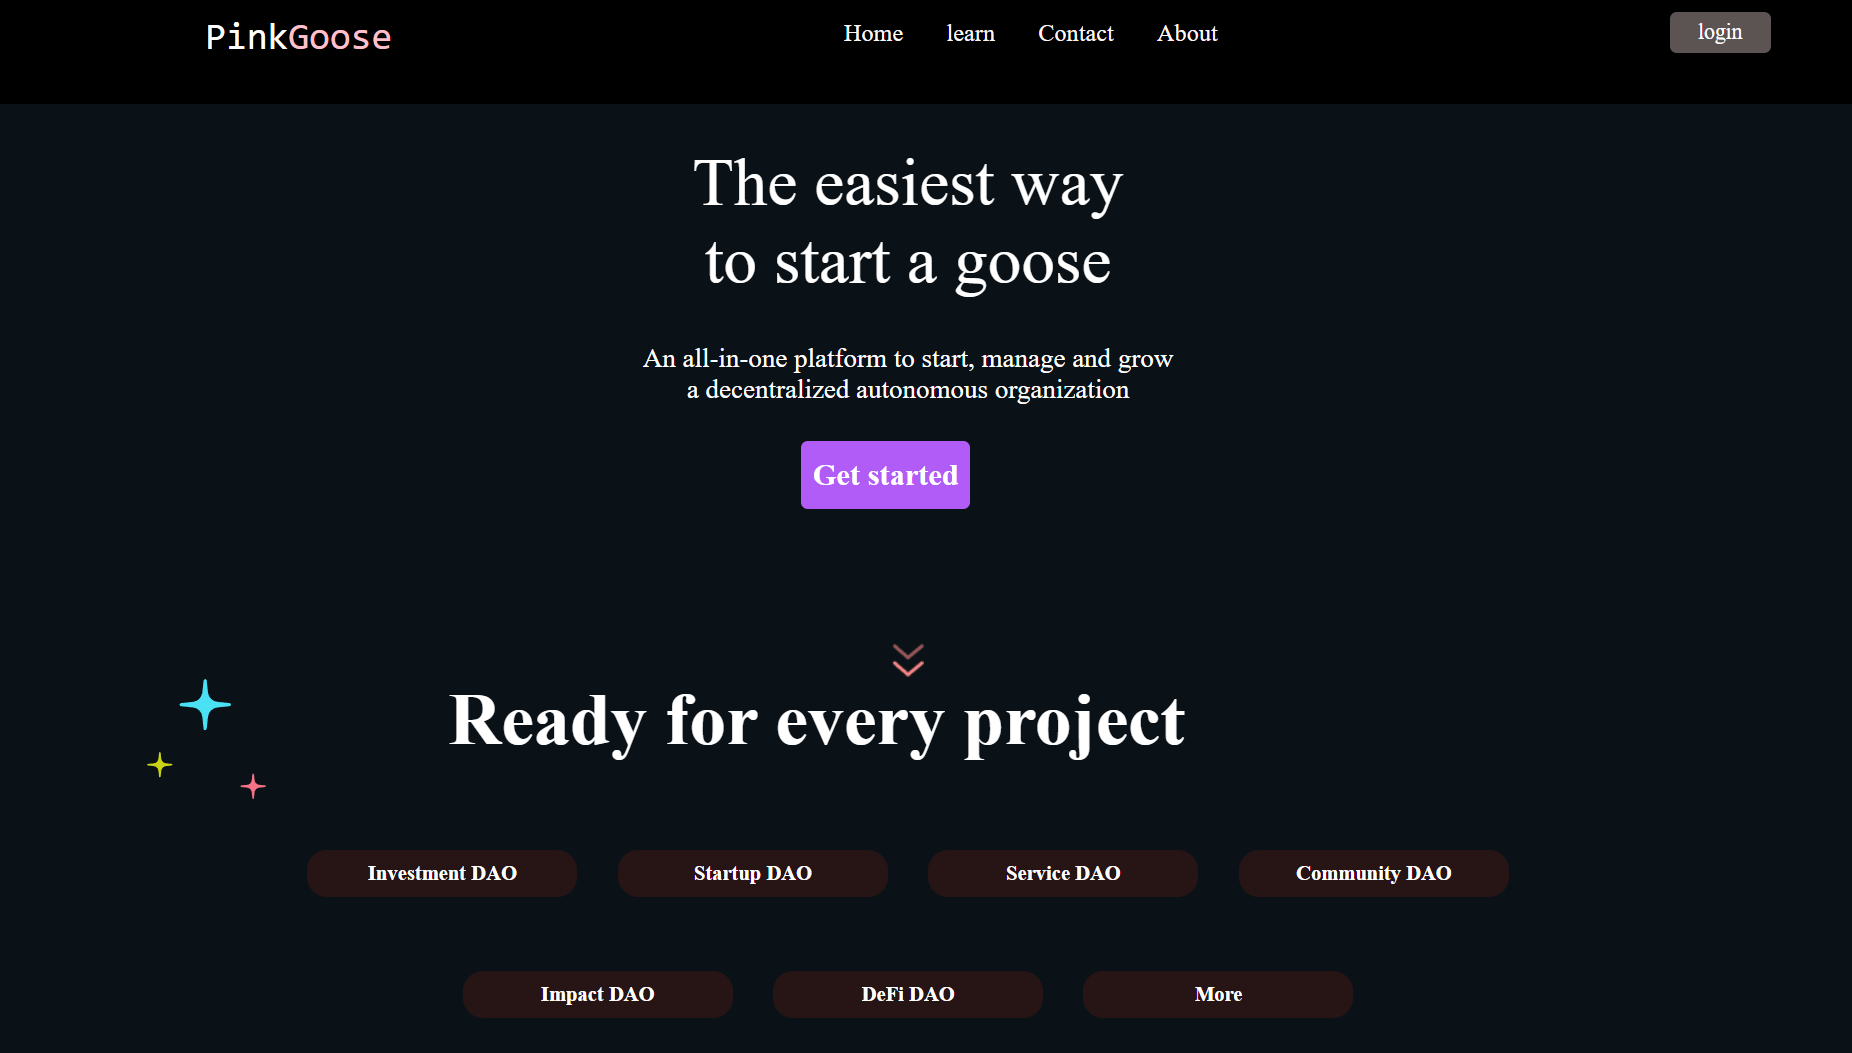 PinkGoose
Home learn Contact About
login
The easiest way
to start a goose
An all-in-one platform to start, manage and grow
a decentralized autonomous organization
Get started
Ready for every project
Investment DAO
Startup DAO
Service DAO
Community DAO
Impact DAO
DeFi DAO
More